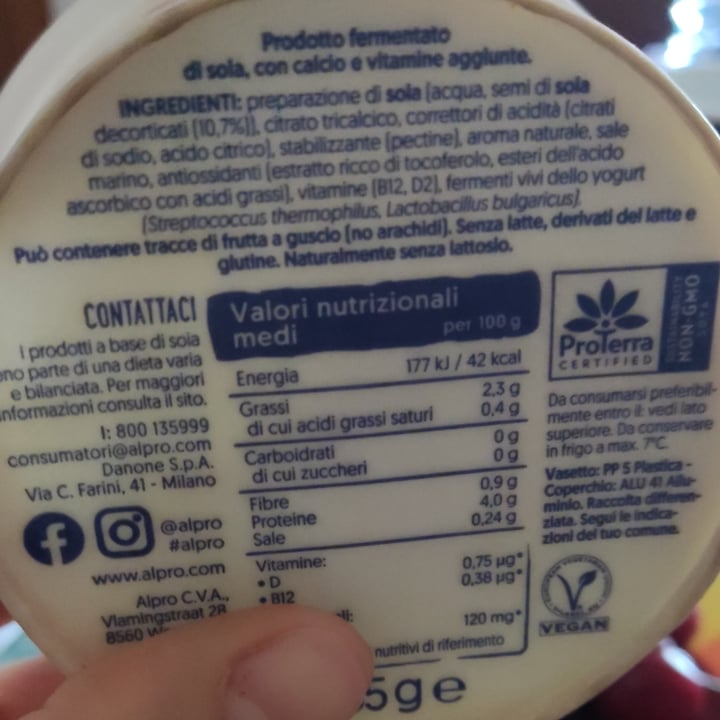 Prodotto fermentato
di soia, con calcio e vitamine aggiunte.
INGREDIENTI: preparazione di soia (acqua, semi di soia
decorticati (10,7%)), citrato tricalcico, correttori di acidità (citrati
di sodio, acido citrico), stabilizzante (pectine), aroma naturale, sale
marino, antiossidanti (estratto ricco di tocoferolo, esteri dell'acido
ascorbico con acidi grassi), vitamine (B12, D2), fermenti vivi dello yogurt
(Streptococcus thermophilus, Lactobacillus bulgaricus).
Può contenere tracce di frutta a guscio (no arachidi). Senza latte, derivati del latte e
glutine. Naturalmente senza lattosio.
CONTATTACI
I prodotti a base di soia
no parte di una dieta varia
e bilanciata. Per maggiori
informazioni consulta il sito.
I: 800 135999
consumatori@alpro.com
Danone S.p.A.
Via C. Farini, 41 - Milano
@alpro
#alpro
www.alpro.com
Alpro C.V.A.,
Vlamingstraat 28
8560 W
Valori nutrizionali
medi per 100 g
Energia 177 kJ / 42 kcal
Grassi 2,3 g
di cui acidi grassi saturi 0,4 g
Carboidrati 0 g
di cui zuccheri 0 g
Fibre 0,9 g
Proteine 4,0 g
Sale 0,24 g
Vitamine:
• D 0,75 µg*
• B12 0,38 µg*
li: 120 mg*
nutritivi di riferimento
5g e
ProTerra
CERTIFIED
SUSTAINABILITY
NON-GMO
SOYA
Da consumarsi preferibil-
mente entro il: vedi lato
superiore. Da conservare
in frigo a max. 7°C.
Vasetto: PP 5 Plastica -
Coperchio: ALU 41 Allu-
minio. Raccolta differen-
ziata. Segui le indica-
zioni del tuo comune.
VEGAN